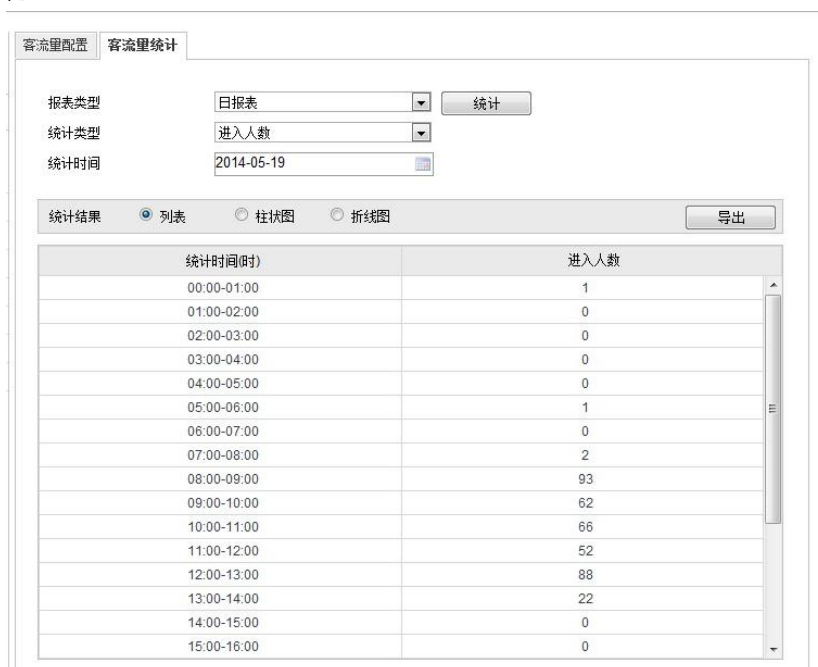 客流量配置 客流量统计
报表类型 日报表 统计
统计类型 进入人数
统计时间 2014-05-19
统计结果 列表 柱状图 折线图 导出
统计时间(时) 进入人数
00:00-01:00 1
01:00-02:00 0
02:00-03:00 0
03:00-04:00 0
04:00-05:00 0
05:00-06:00 1
06:00-07:00 0
07:00-08:00 2
08:00-09:00 93
09:00-10:00 62
10:00-11:00 66
11:00-12:00 52
12:00-13:00 88
13:00-14:00 22
14:00-15:00 0
15:00-16:00 0